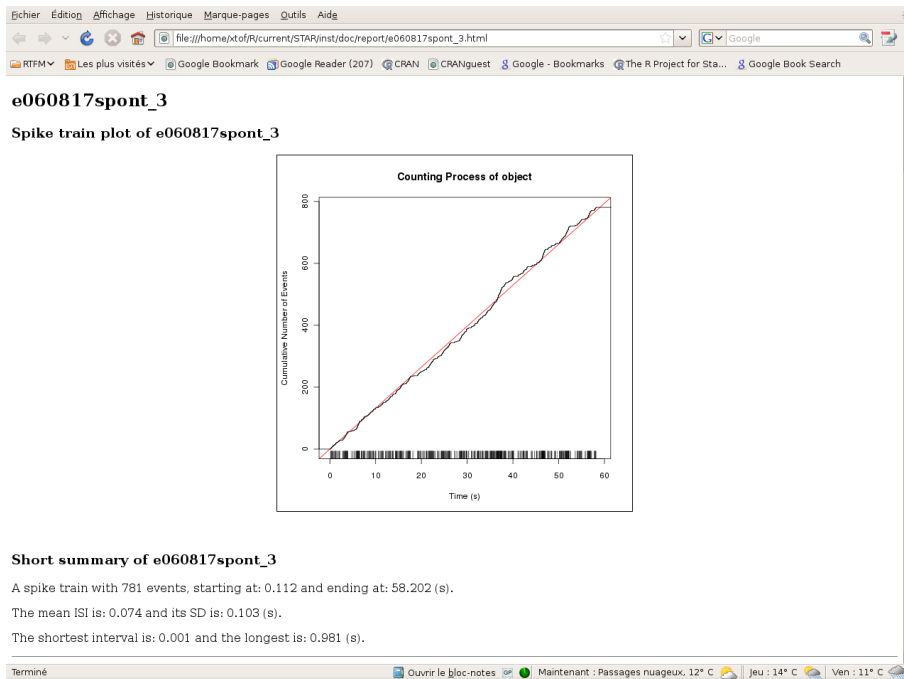 Fichier Édition Affichage Historique Marque-pages Outils Aide
file:///home/xtof/R/current/STAR/inst/doc/report/e060817spont_3.html
G Google
RTFM Les plus visités Google Bookmark Google Reader (207) CRAN CRANguest Google - Bookmarks The R Project for Sta... Google Book Search
e060817spont_3
Spike train plot of e060817spont_3
Counting Process of object
Cumulative Number of Events
800
600
400
200
0
0 10 20 30 40 50 60
Time (s)
Short summary of e060817spont_3
A spike train with 781 events, starting at: 0.112 and ending at: 58.202 (s).
The mean ISI is: 0.074 and its SD is: 0.103 (s).
The shortest interval is: 0.001 and the longest is: 0.981 (s).
Terminé Ouvrir le bloc-notes Maintenant : Passages nuageux, 12° C Jeu : 14° C Ven : 11° C